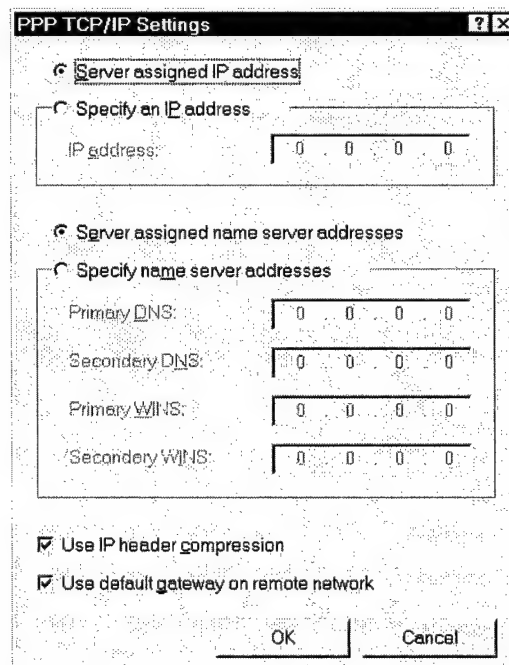 PPP TCP/IP Settings ? X
Server assigned IP address
Specify an IP address
IP address: 0 . 0 . 0 . 0
Server assigned name server addresses
Specify name server addresses
Primary DNS: 0 . 0 . 0 . 0
Secondary DNS: 0 . 0 . 0 . 0
Primary WINS: 0 . 0 . 0 . 0
Secondary WINS: 0 . 0 . 0 . 0
Use IP header compression
Use default gateway on remote network
OK Cancel